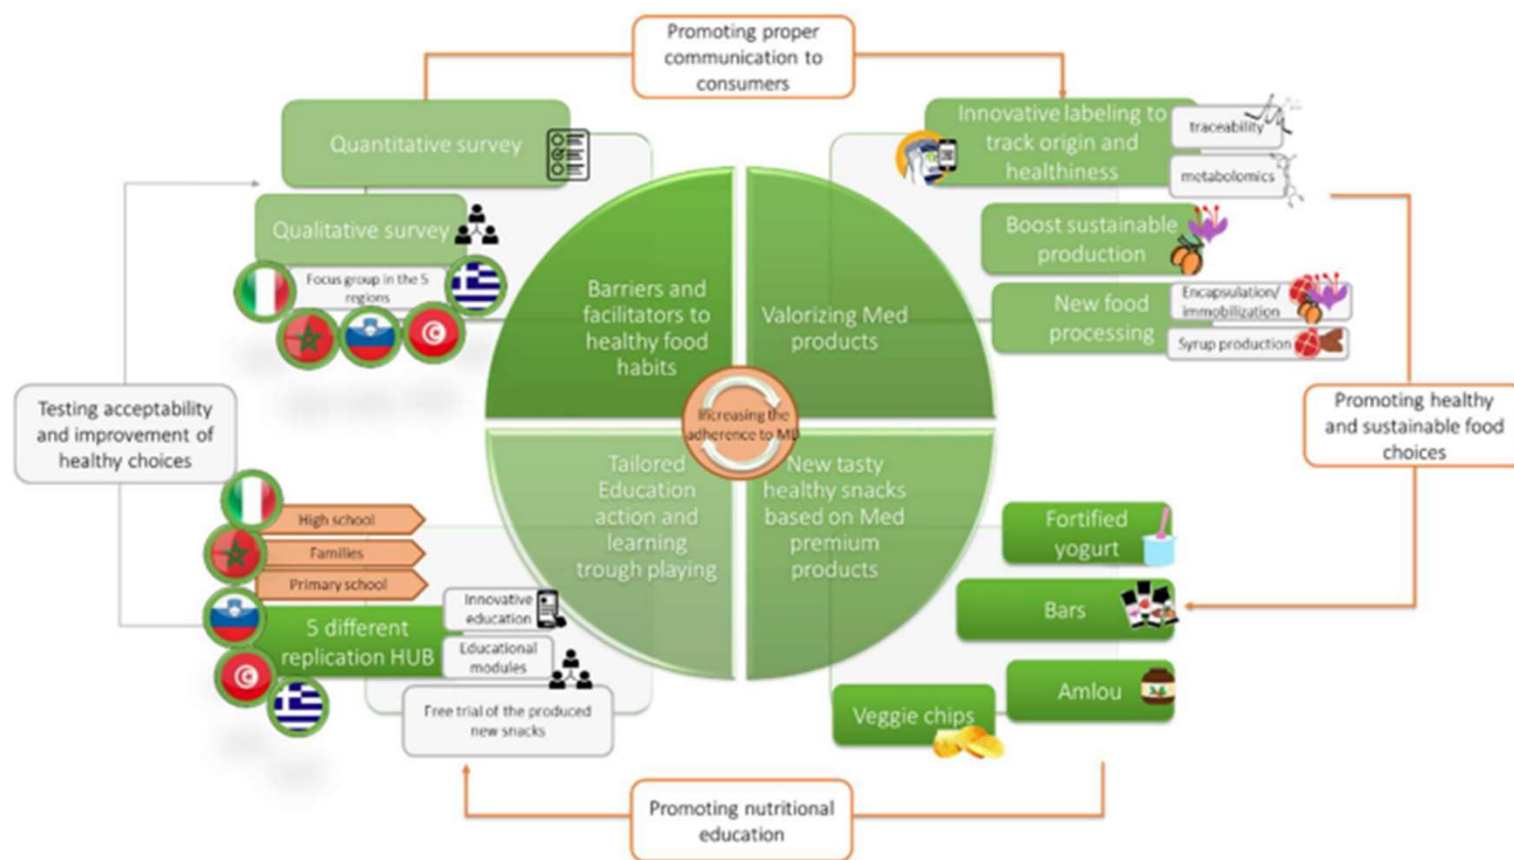 Promoting proper
communication to
consumers
Quantitative survey
Qualitative survey
Focus group in the 5
regions
Innovative labeling to
track origin and
healthiness
traceability
metabolomics
Boost sustainable
production
New food
processing
Encapsulation/
immobilization
Syrup production
Barriers and
facilitators to
healthy food
habits
Valorizing Med
products
Increasing the
adherence to MD
Testing acceptability
and improvement of
healthy choices
Promoting healthy
and sustainable food
choices
Tailored
Education
action and
learning
trough playing
New tasty
healthy snacks
based on Med
premium
products
High school
Families
Primary school
5 different
replication HUB
Innovative
education
Educational
modules
Free trial of the produced
new snacks
Fortified
yogurt
Bars
Amlou
Veggie chips
Promoting nutritional
education